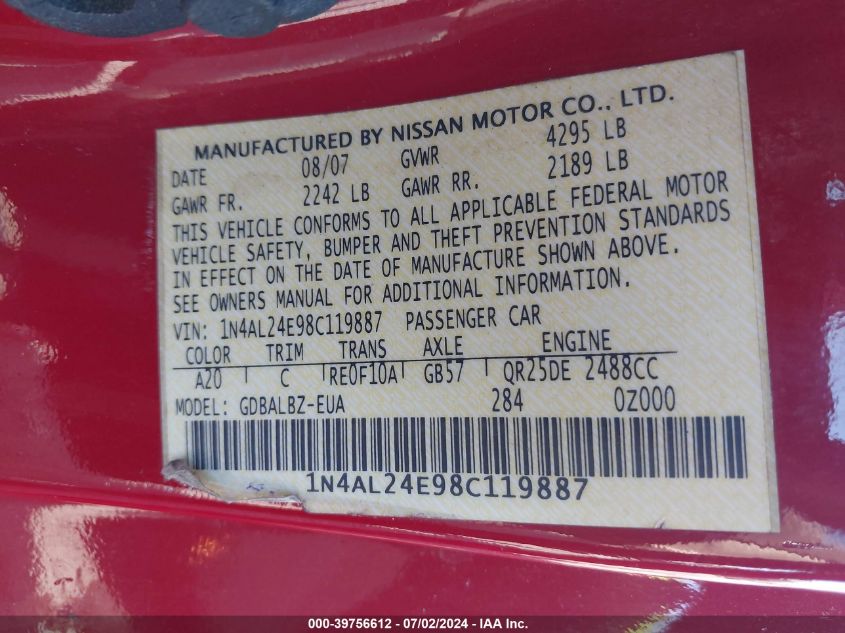 MANUFACTURED BY NISSAN MOTOR CO., LTD.
DATE 08/07 GVWR 4295 LB
GAWR FR. 2242 LB GAWR RR. 2189 LB
THIS VEHICLE CONFORMS TO ALL APPLICABLE FEDERAL MOTOR
VEHICLE SAFETY, BUMPER AND THEFT PREVENTION STANDARDS
IN EFFECT ON THE DATE OF MANUFACTURE SHOWN ABOVE.
SEE OWNERS MANUAL FOR ADDITIONAL INFORMATION.
VIN: 1N4AL24E98C119887 PASSENGER CAR
COLOR TRIM TRANS AXLE ENGINE
A20 C RE0F10A GB57 QR25DE 2488CC
MODEL: GDBALBZ-EUA 284 0Z000
1N4AL24E98C119887
000-39756612 - 07/02/2024 - IAA Inc.